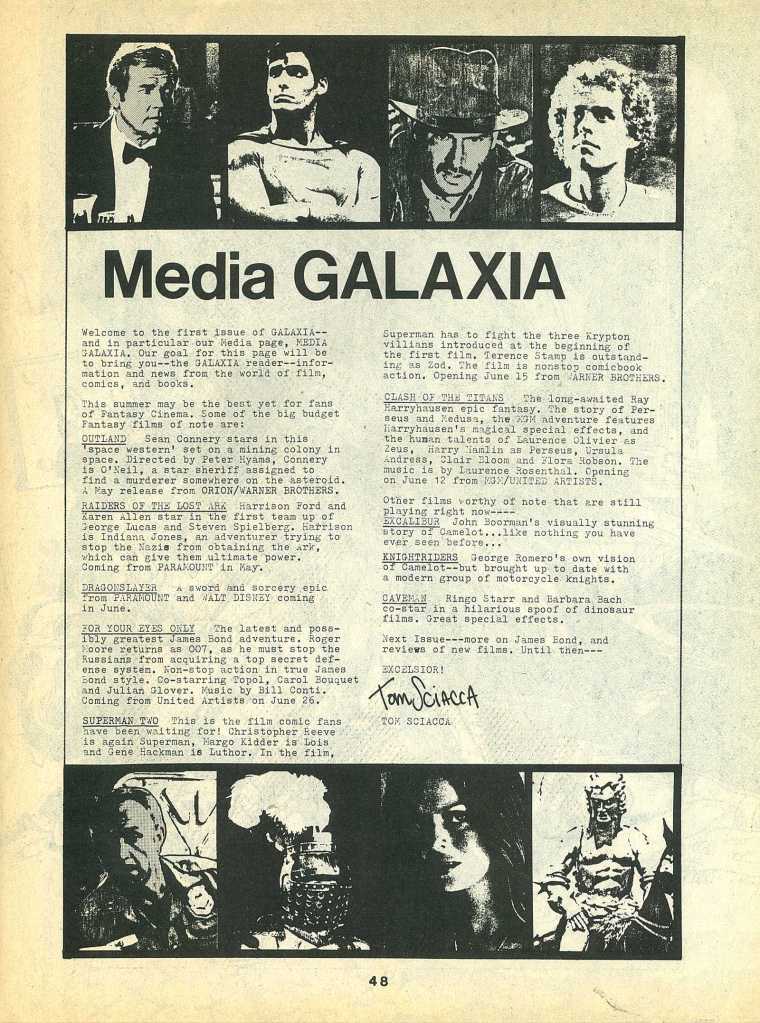 Media GALAXIA
Welcome to the first issue of GALAXIA--
and in particular our Media page, MEDIA
GALAXIA. Our goal for this page will be
to bring you--the GALAXIA reader--infor-
mation and news from the world of film,
comics, and books.
This summer may be the best yet for fans
of Fantasy Cinema. Some of the big budget
Fantasy films of note are:
OUTLAND Sean Connery stars in this
'space western' set on a mining colony in
space. Directed by Peter Hyams, Connery
is O'Neil, a star sheriff assigned to
find a murderer somewhere on the asteroid.
A May release from ORION/WARNER BROTHERS.
RAIDERS OF THE LOST ARK Harrison Ford and
Karen Allen star in the first team up of
George Lucas and Steven Spielberg. Harrison
is Indiana Jones, an adventurer trying to
stop the Nazis from obtaining the Ark,
which can give them ultimate power.
Coming from PARAMOUNT in May.
DRAGONSLAYER A sword and sorcery epic
from PARAMOUNT and WALT DISNEY coming
in June.
FOR YOUR EYES ONLY The latest and poss-
ibly greatest James Bond adventure. Roger
Moore returns as 007, as he must stop the
Russians from acquiring a top secret def-
ense system. Non-stop action in true James
Bond style. Co-starring Topol, Carol Bouquet
and Julian Glover. Music by Bill Conti.
Coming from United Artists on June 26.
SUPERMAN TWO This is the film comic fans
have been waiting for! Christopher Reeve
is again Superman, Margo Kidder is Lois
and Gene Hackman is Luthor. In the film,
Superman has to fight the three Krypton
villians introduced at the beginning of
the first film. Terence Stamp is outstand-
ing as Zod. The film is nonstop comicbook
action. Opening June 15 from WARNER BROTHERS.
CLASH OF THE TITANS The long-awaited Ray
Harryhausen epic fantasy. The story of Per-
seus and Medusa, the MGM adventure features
Harryhausen's magical special effects, and
the human talents of Laurence Olivier as
Zeus, Harry Hamlin as Perseus, Ursula
Andress, Clair Bloom and Flora Robson. The
music is by Laurence Rosenthal. Opening
on June 12 from MGM/UNITED ARTISTS.
Other films worthy of note that are still
playing right now----
EXCALIBUR John Boorman's visually stunning
story of Camelot...like nothing you have
ever seen before...
KNIGHTRIDERS George Romero's own vision
of Camelot--but brought up to date with
a modern group of motorcycle knights.
CAVEMAN Ringo Starr and Barbara Bach
co-star in a hilarious spoof of dinosaur
films. Great special effects.
Next Issue---more on James Bond, and
reviews of new films. Until then---
EXCELSIOR!
Tom Sciacca
TOM SCIACCA
48